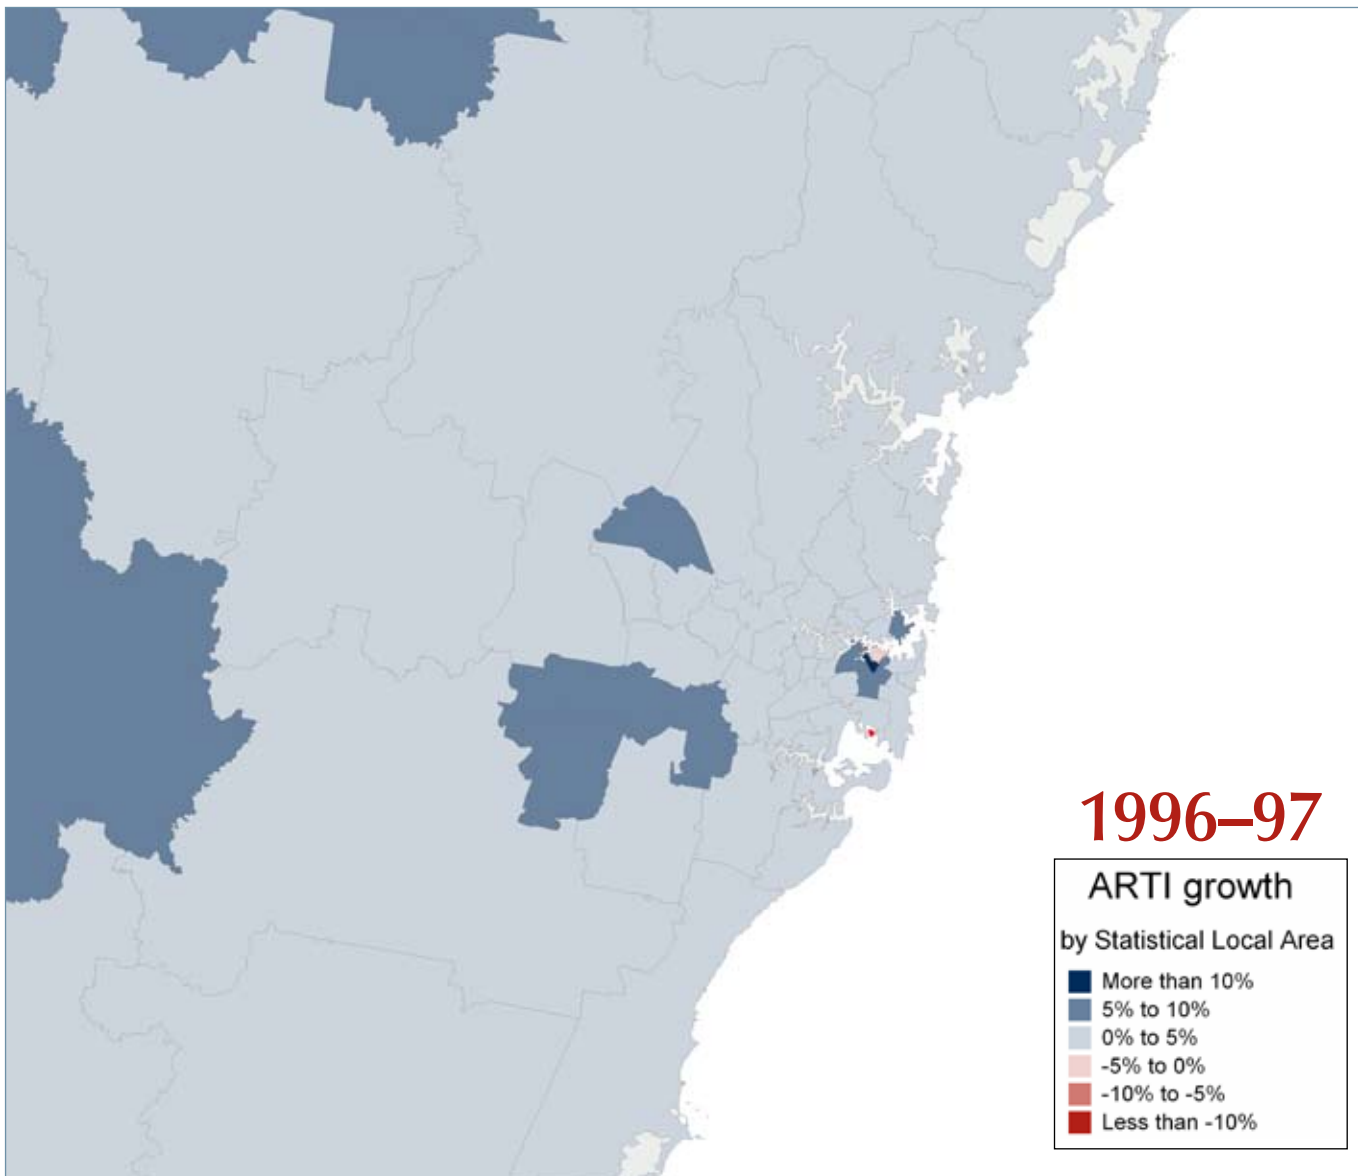 1996–97
ARTI growth
by Statistical Local Area
More than 10%
5% to 10%
0% to 5%
-5% to 0%
-10% to -5%
Less than -10%